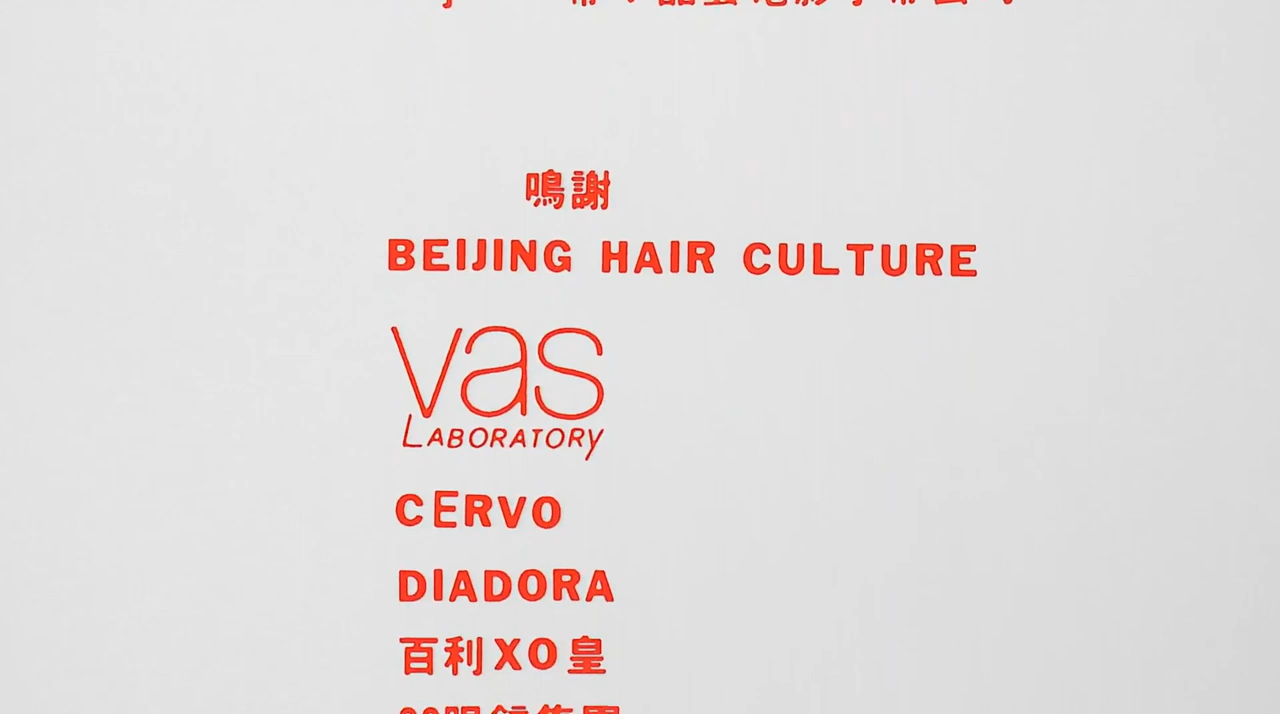 鳴謝
BEIJING HAIR CULTURE
vas
LABORATORY
CERVO
DIADORA
百利XO皇